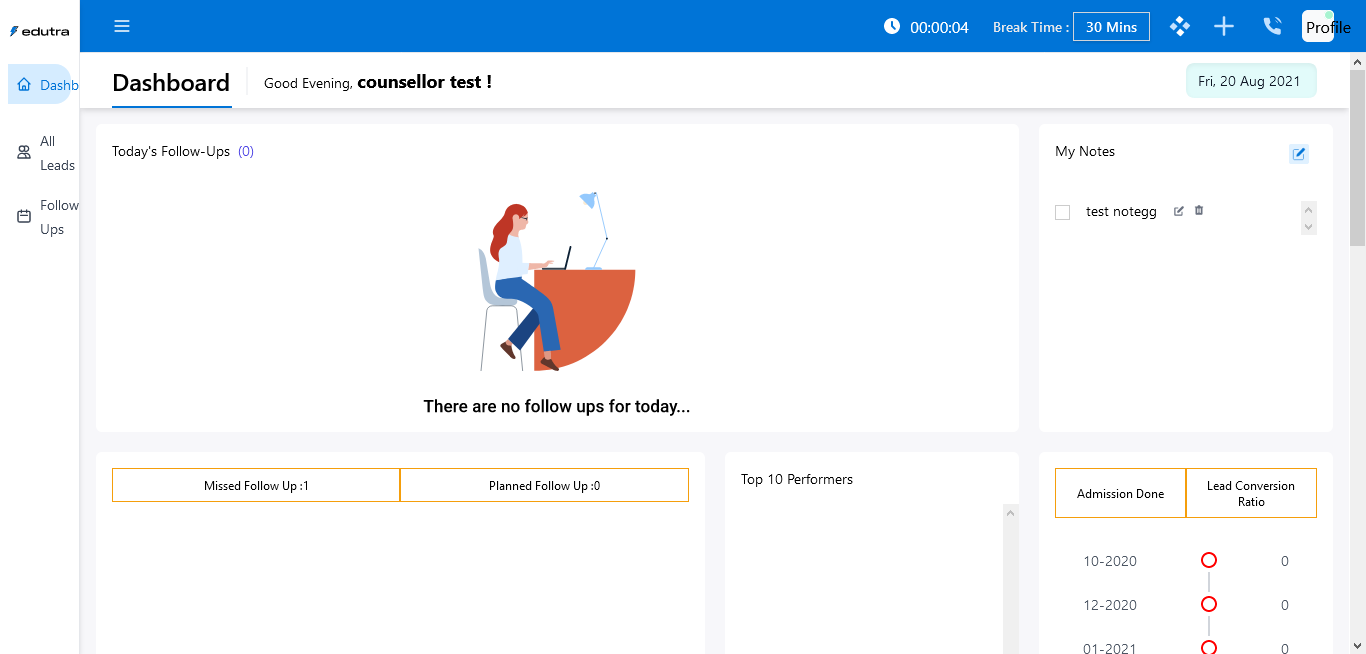 edutra
00:00:04
Break Time :
30 Mins
Profile
Dashb
All
Leads
Follow
Ups
Dashboard
Good Evening, counsellor test !
Fri, 20 Aug 2021
Today's Follow-Ups (0)
There are no follow ups for today...
My Notes
test notegg
Missed Follow Up :1
Planned Follow Up :0
Top 10 Performers
Admission Done
Lead Conversion
Ratio
10-2020 0
12-2020 0
01-2021 0